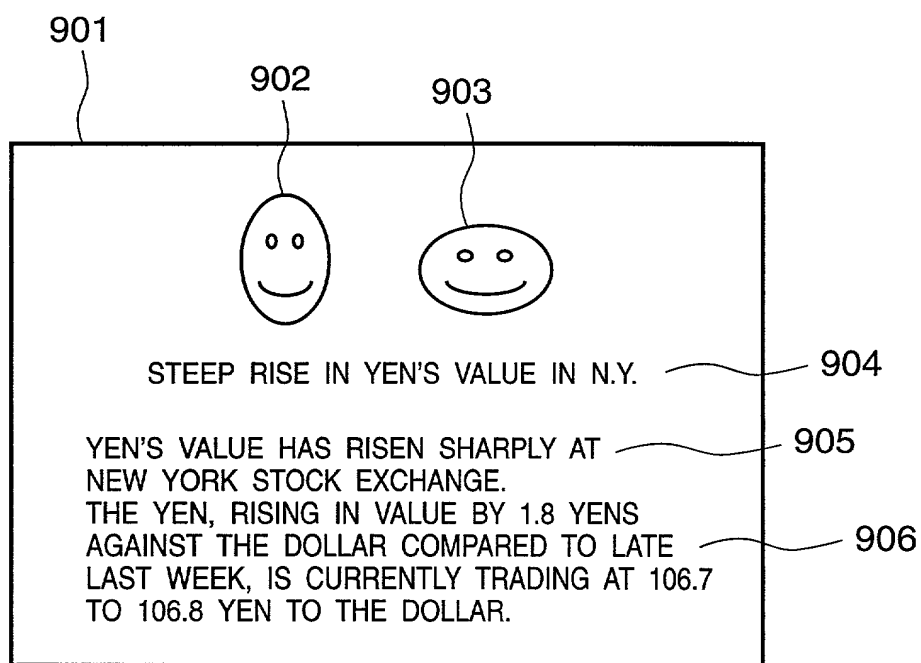 901
902
903
STEEP RISE IN YEN'S VALUE IN N.Y.
904
YEN'S VALUE HAS RISEN SHARPLY AT
905
NEW YORK STOCK EXCHANGE.
THE YEN, RISING IN VALUE BY 1.8 YENS
AGAINST THE DOLLAR COMPARED TO LATE
906
LAST WEEK, IS CURRENTLY TRADING AT 106.7
TO 106.8 YEN TO THE DOLLAR.